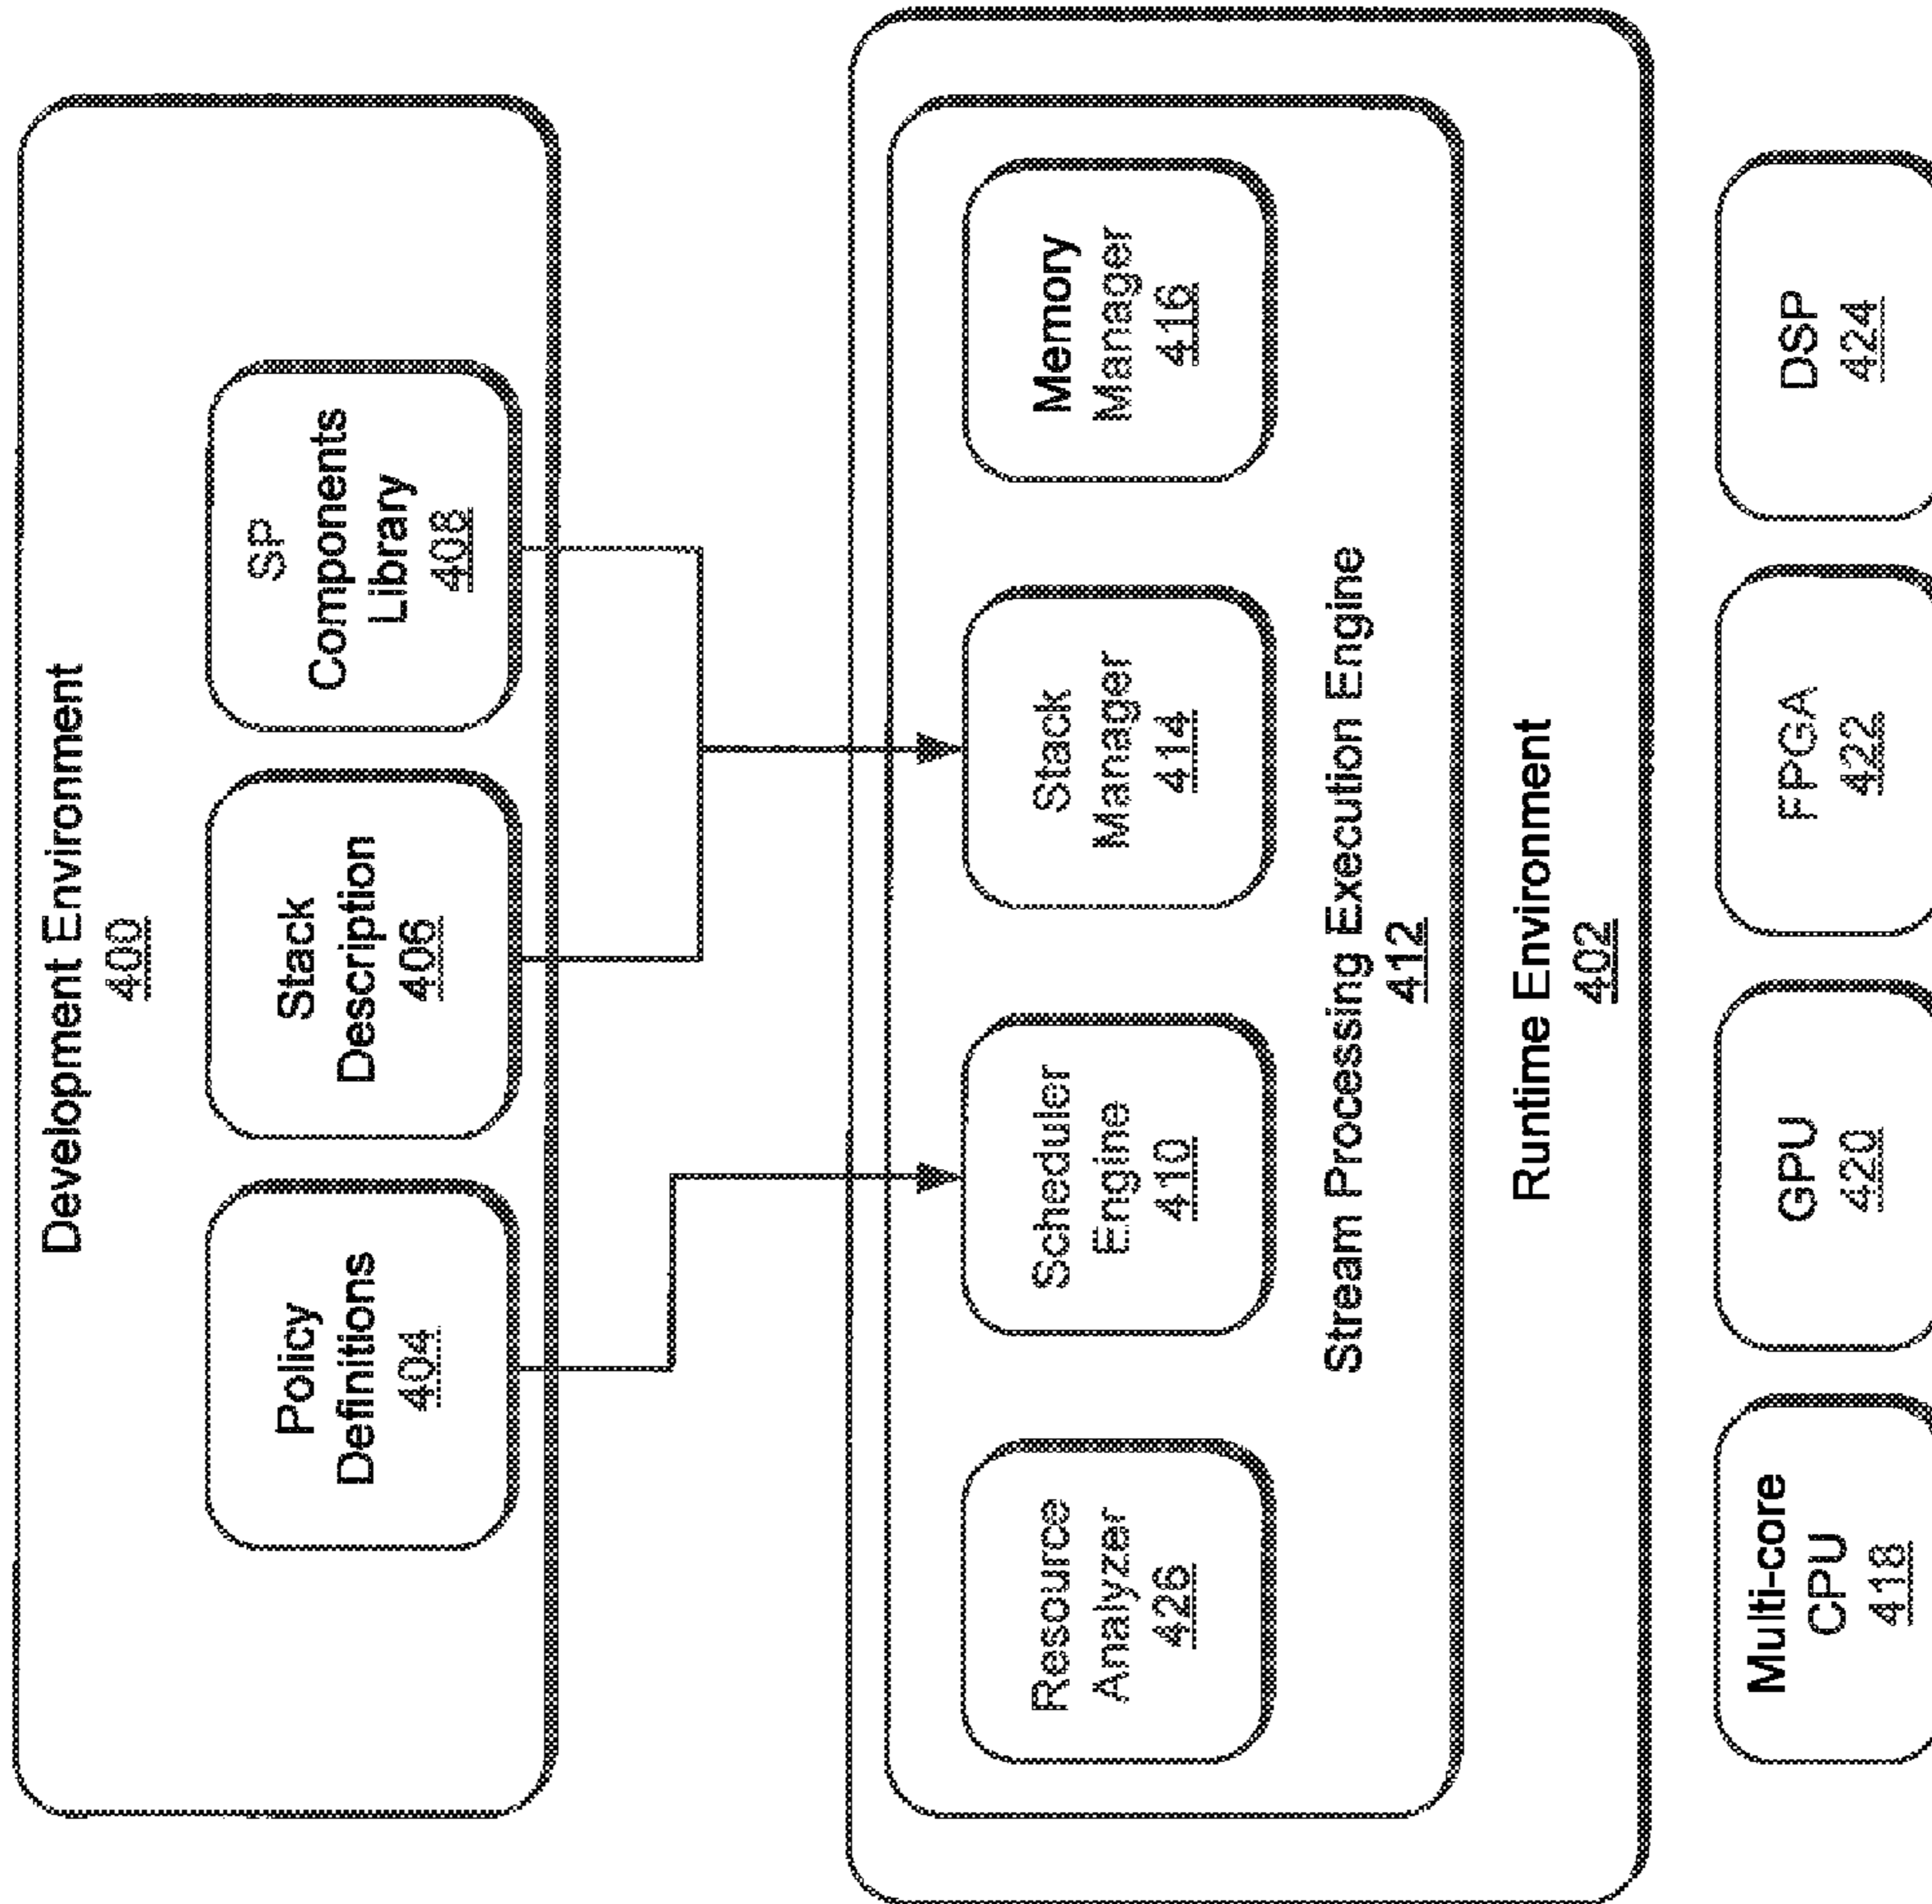 Development Environment
400
Policy
Definitions
404
Stack
Description
406
SP
Components
Library
408
Resource
Analyzer
426
Scheduler
Engine
410
Stack
Manager
414
Memory
Manager
416
Stream Processing Execution Engine
412
Runtime Environment
402
Multi-core
CPU
418
GPU
420
FPGA
422
DSP
424